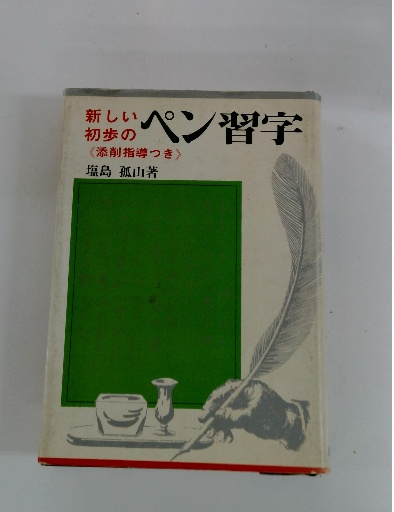 新しい
初歩の
ペン習字
《添削指導つき》
塩島 孤山著